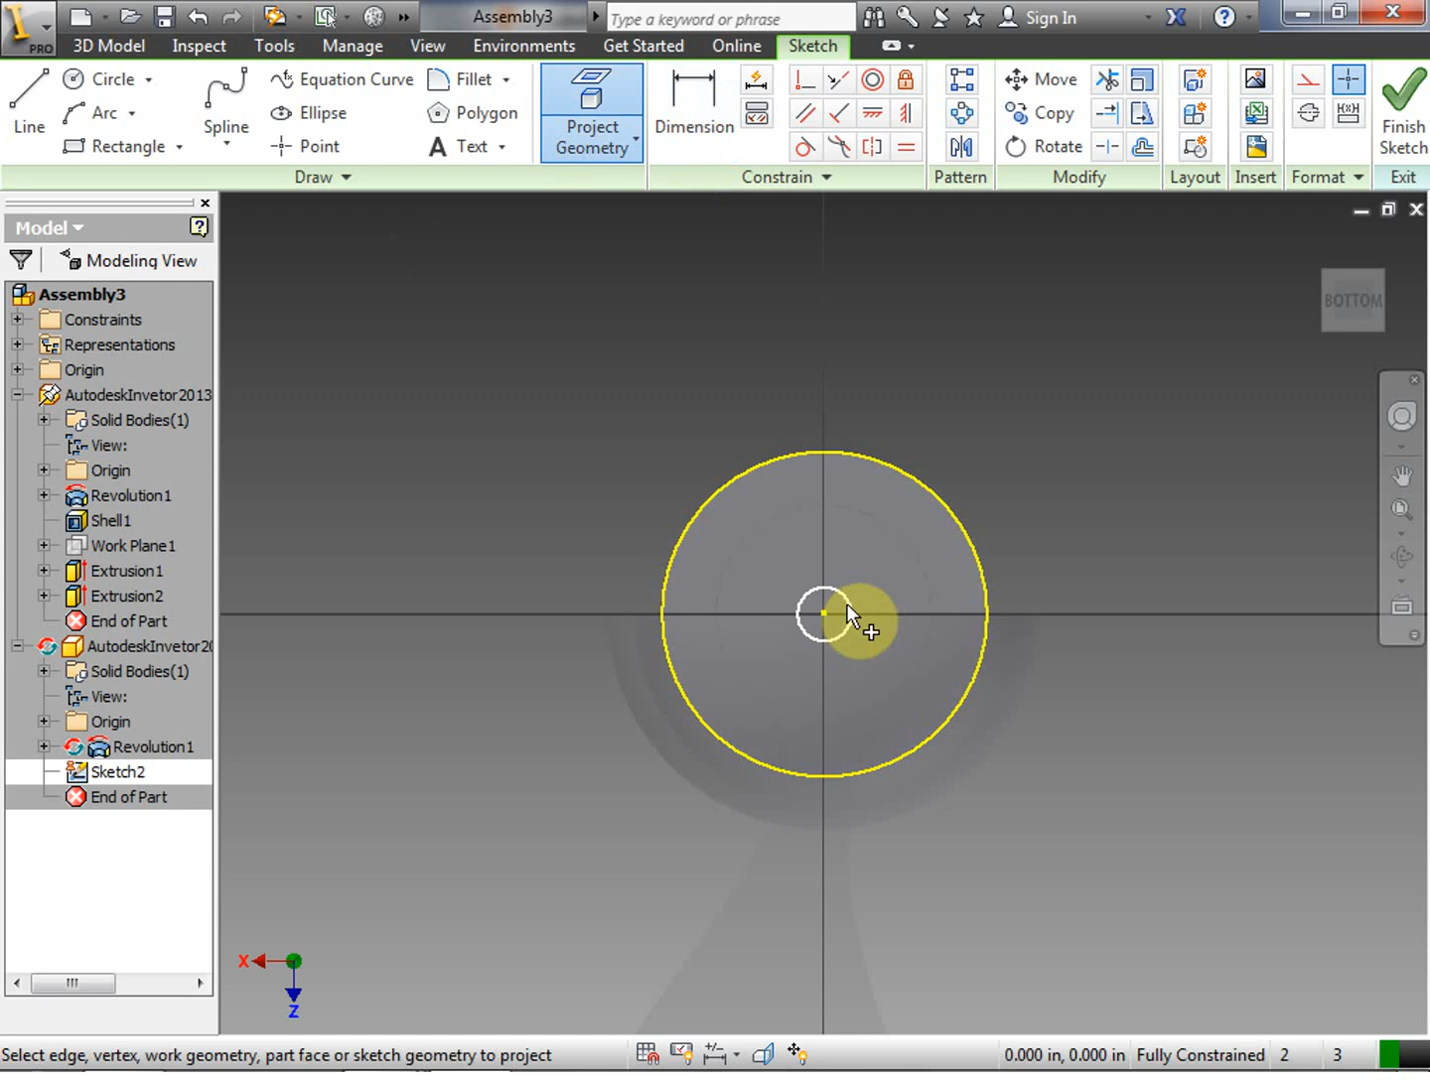 PRO
Assembly3
Type a keyword or phrase
Sign In
3D Model
Inspect
Tools
Manage
View
Environments
Get Started
Online
Sketch
Line
Circle
Arc
Rectangle
Spline
Equation Curve
Ellipse
Point
Fillet
Polygon
A Text
Project
Geometry
Dimension
Move
Copy
Rotate
Finish
Sketch
Draw
Constrain
Pattern
Modify
Layout
Insert
Format
Exit
Model
Modeling View
Assembly3
Constraints
Representations
Origin
AutodeskInvetor2013
Solid Bodies(1)
View:
Origin
Revolution1
Shell1
Work Plane1
Extrusion1
Extrusion2
End of Part
AutodeskInvetor20
Solid Bodies(1)
View:
Origin
Revolution1
Sketch2
End of Part
BOTTOM
X
Z
Select edge, vertex, work geometry, part face or sketch geometry to project
0.000 in, 0.000 in
Fully Constrained
2
3